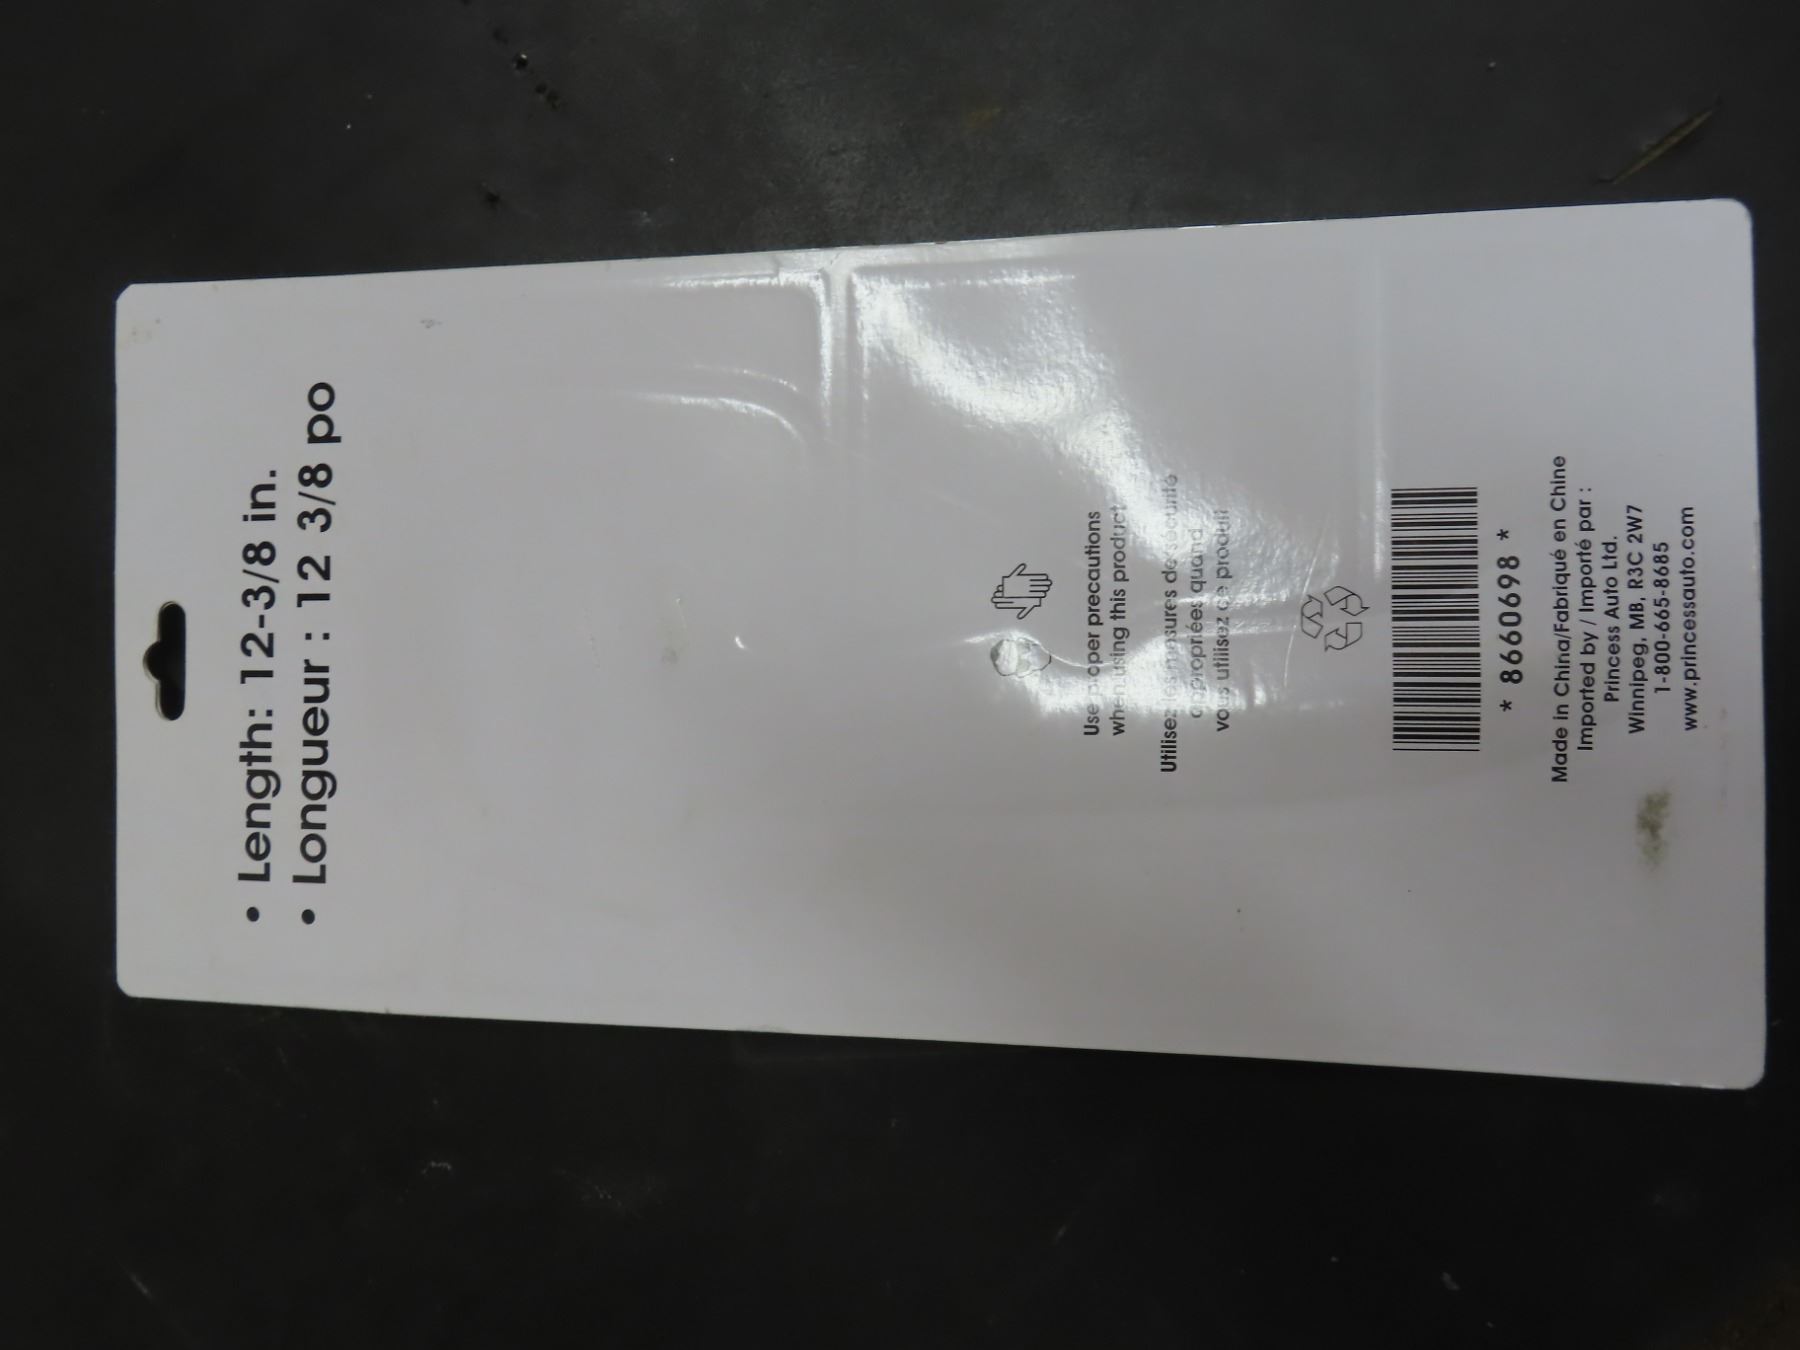 • Length: 12-3/8 in.
• Longueur : 12 3/8 po
Use proper precautions
when using this product
Utilisez les mesures de sécurité
appropriées quand
vous utilisez ce produit
* 8660698 *
Made in China/Fabriqué en Chine
Imported by / Importé par :
Princess Auto Ltd.
Winnipeg, MB, R3C 2W7
1-800-665-8685
www.princessauto.com